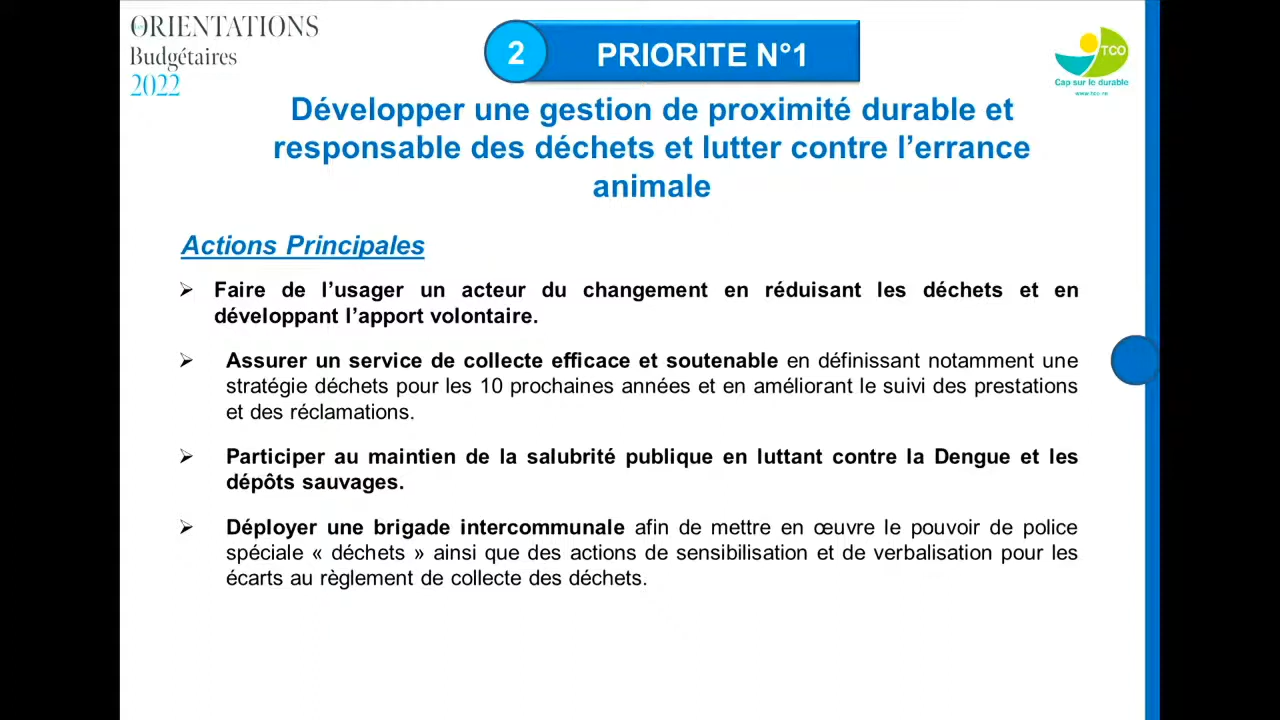 ORIENTATIONS
Budgétaires
2022
2
PRIORITE N°1
TCO
Cap sur le durable
www.tco.re
Développer une gestion de proximité durable et
responsable des déchets et lutter contre l’errance
animale
Actions Principales
➢ Faire de l’usager un acteur du changement en réduisant les déchets et en
développant l’apport volontaire.
➢ Assurer un service de collecte efficace et soutenable en définissant notamment une
stratégie déchets pour les 10 prochaines années et en améliorant le suivi des prestations
et des réclamations.
➢ Participer au maintien de la salubrité publique en luttant contre la Dengue et les
dépôts sauvages.
➢ Déployer une brigade intercommunale afin de mettre en œuvre le pouvoir de police
spéciale « déchets » ainsi que des actions de sensibilisation et de verbalisation pour les
écarts au règlement de collecte des déchets.